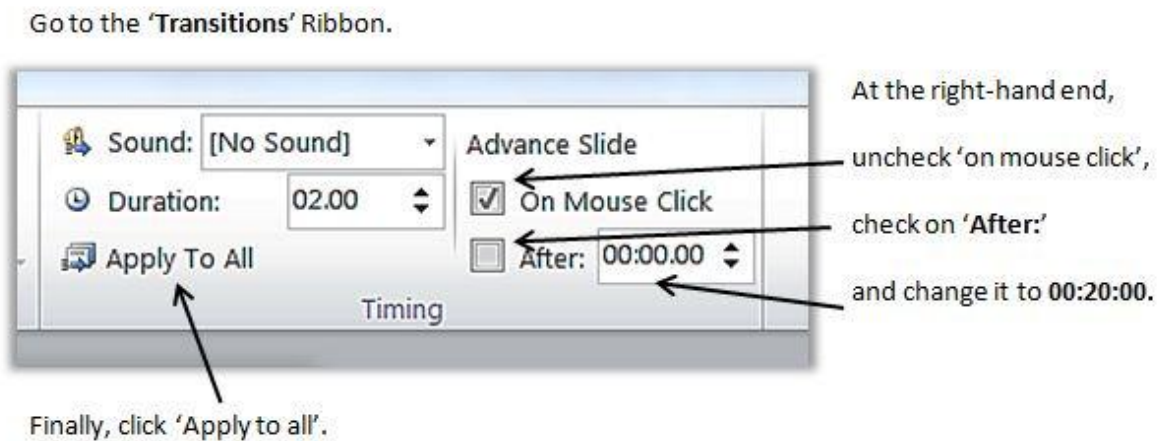 Go to the ‘Transitions’ Ribbon.
Sound: [No Sound]
Duration: 02.00
Apply To All
Advance Slide
On Mouse Click
After: 00:00.00
Timing
At the right-hand end,
uncheck ‘on mouse click’,
check on ‘After:’
and change it to 00:20:00.
Finally, click ‘Apply to all’.